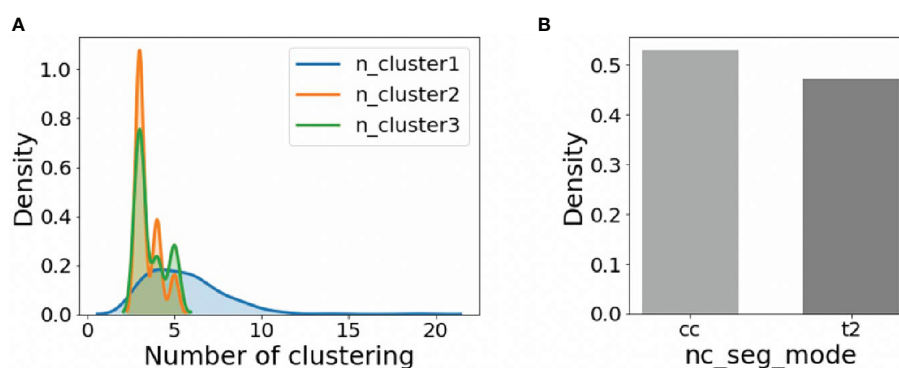 A
Density
1.0
0.8
0.6
0.4
0.2
0.0
n_cluster1
n_cluster2
n_cluster3
0 5 10 15 20
Number of clustering
B
Density
0.5
0.4
0.3
0.2
0.1
0.0
cc t2
nc_seg_mode